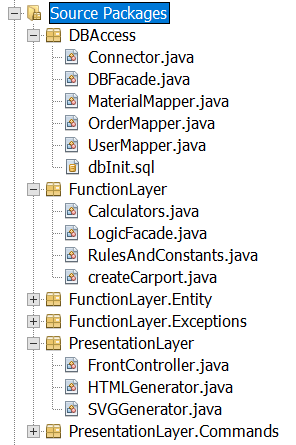 Source Packages
DBAccess
Connector.java
DBFacade.java
MaterialMapper.java
OrderMapper.java
UserMapper.java
dbInit.sql
FunctionLayer
Calculators.java
LogicFacade.java
RulesAndConstants.java
createCarport.java
FunctionLayer.Entity
FunctionLayer.Exceptions
PresentationLayer
FrontController.java
HTMLGenerator.java
SVGGenerator.java
PresentationLayer.Commands